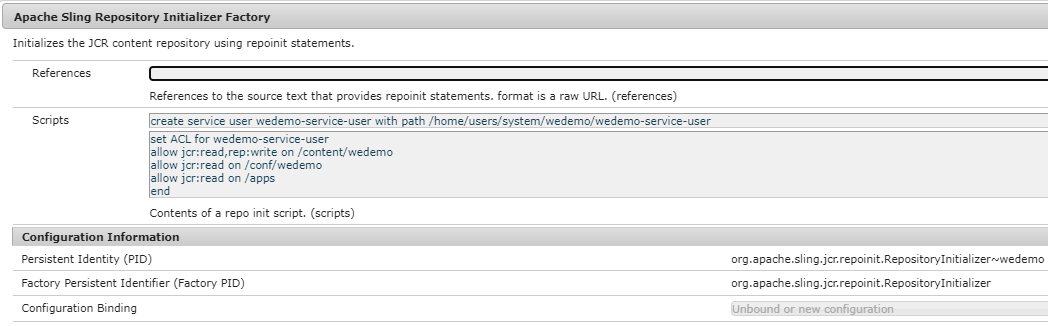 Apache Sling Repository Initializer Factory
Initializes the JCR content repository using repoinit statements.
References
References to the source text that provides repoinit statements. format is a raw URL. (references)
Scripts
create service user wedemo-service-user with path /home/users/system/wedemo/wedemo-service-user
set ACL for wedemo-service-user
allow jcr:read,rep:write on /content/wedemo
allow jcr:read on /conf/wedemo
allow jcr:read on /apps
end
Contents of a repo init script. (scripts)
Configuration Information
Persistent Identity (PID) org.apache.sling.jcr.repoinit.RepositoryInitializer~wedemo
Factory Persistent Identifier (Factory PID) org.apache.sling.jcr.repoinit.RepositoryInitializer
Configuration Binding Unbound or new configuration